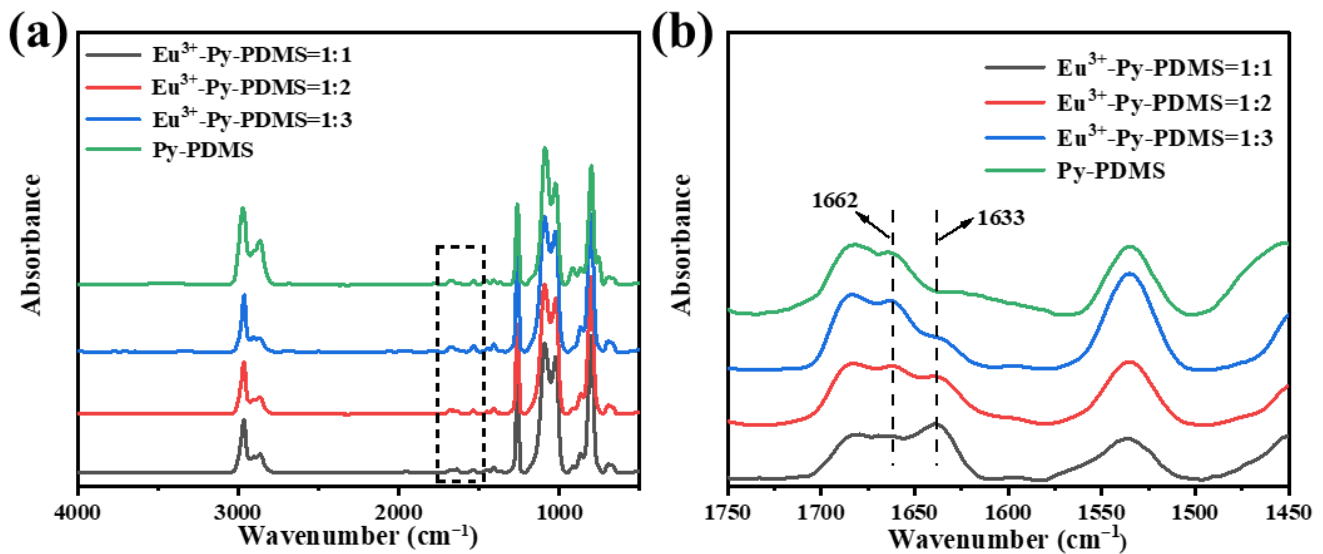 (a)
Eu³⁺-Py-PDMS=1:1
Eu³⁺-Py-PDMS=1:2
Eu³⁺-Py-PDMS=1:3
Py-PDMS
Absorbance
4000 3000 2000 1000
Wavenumber (cm⁻¹)
(b)
Eu³⁺-Py-PDMS=1:1
Eu³⁺-Py-PDMS=1:2
Eu³⁺-Py-PDMS=1:3
Py-PDMS
1662
1633
Absorbance
1750 1700 1650 1600 1550 1500 1450
Wavenumber (cm⁻¹)